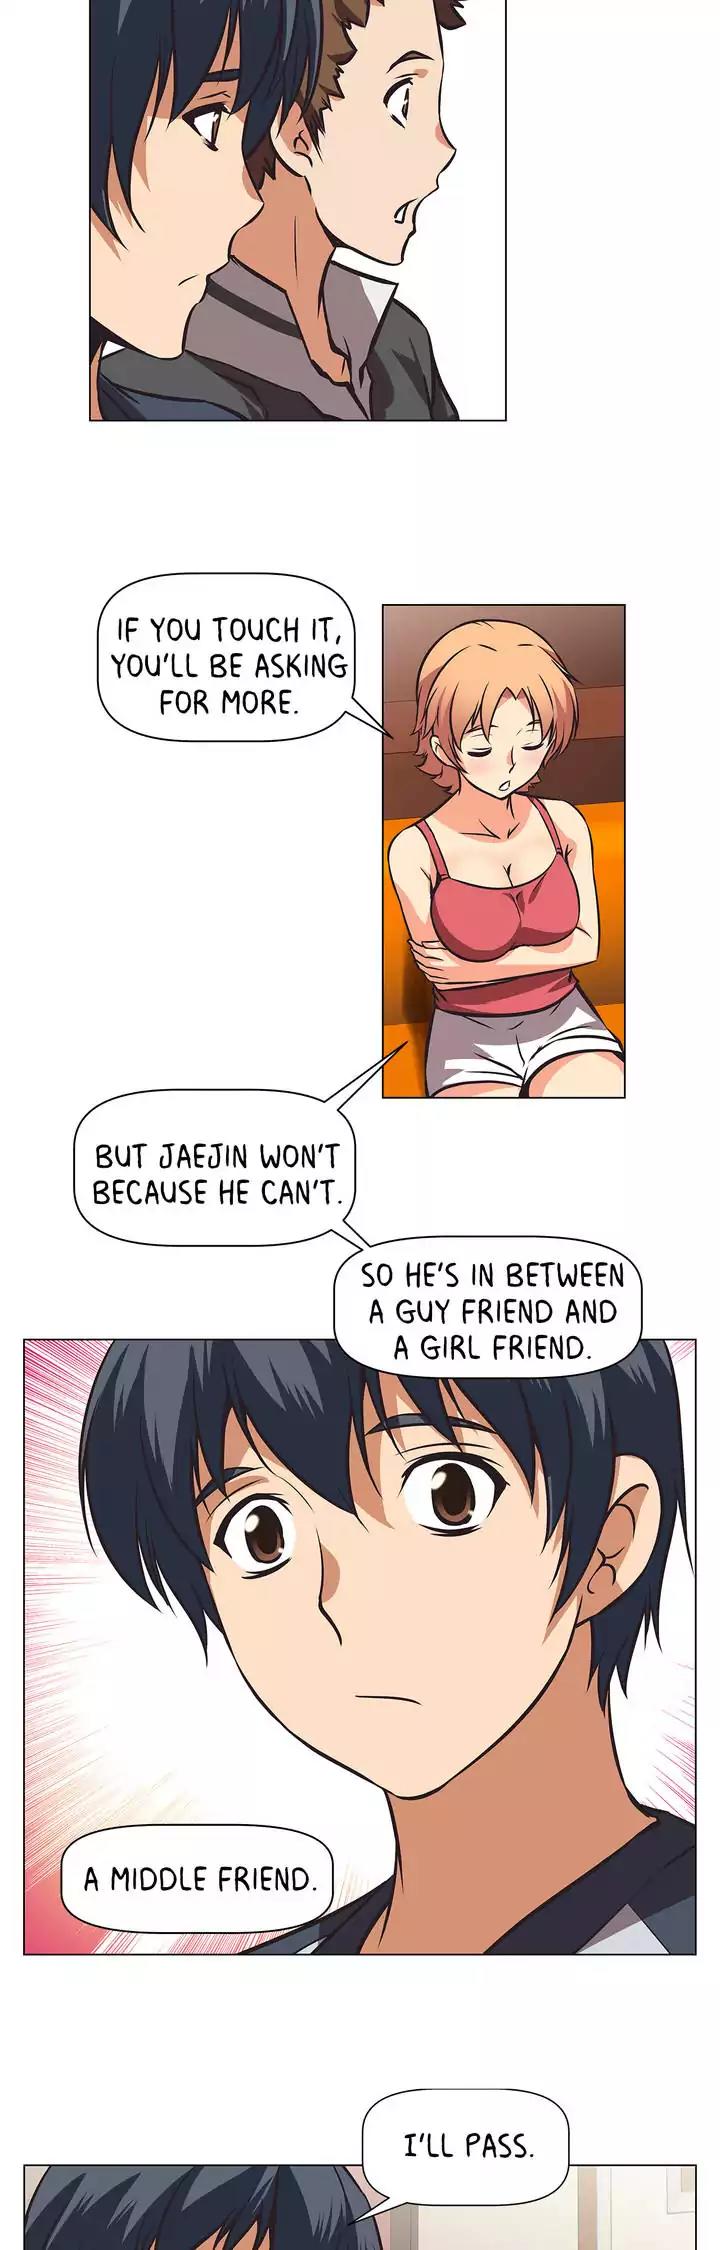 IF YOU TOUCH IT,
YOU'LL BE ASKING
FOR MORE.
BUT JAEJIN WON'T
BECAUSE HE CAN'T.
SO HE'S IN BETWEEN
A GUY FRIEND AND
A GIRL FRIEND.
A MIDDLE FRIEND.
I'LL PASS.